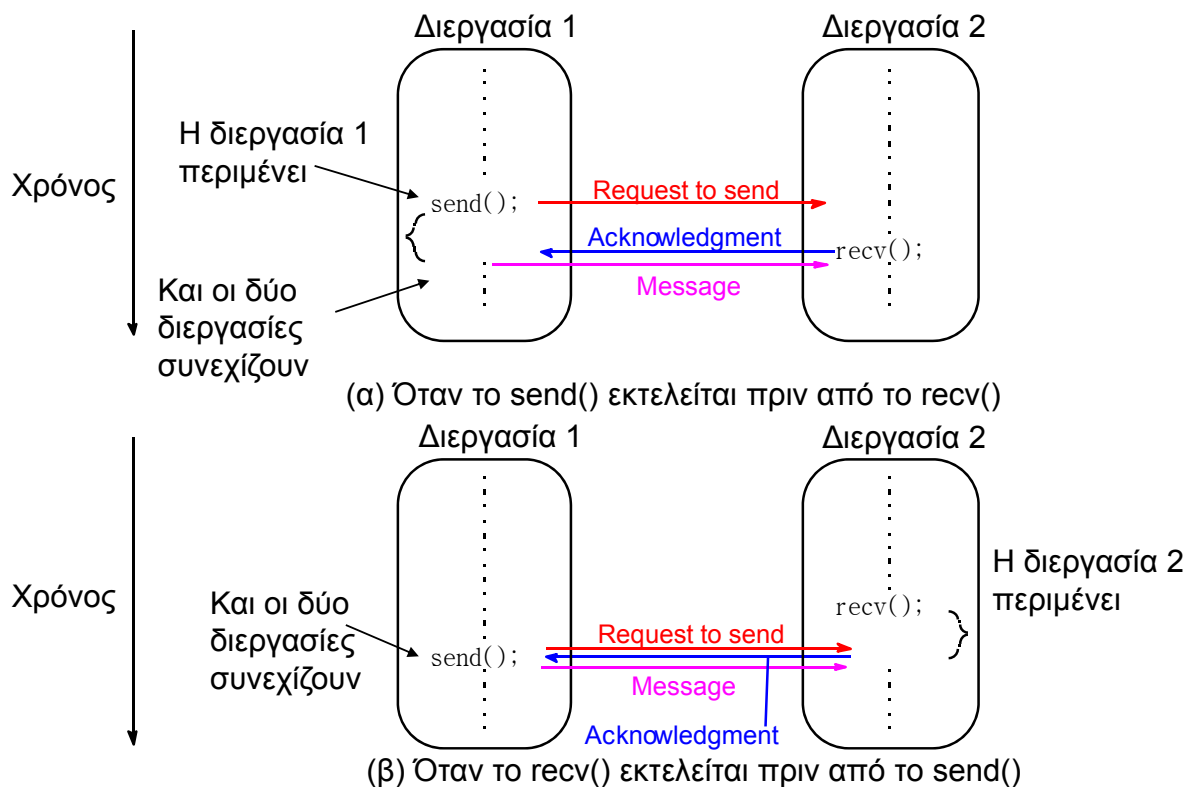 Διεργασία 1
Διεργασία 2
Η διεργασία 1
περιμένει
Χρόνος
send();
Request to send
Acknowledgment
recv();
Message
Και οι δύο
διεργασίες
συνεχίζουν
(α) Όταν το send() εκτελείται πριν από το recv()
Διεργασία 1
Διεργασία 2
Η διεργασία 2
περιμένει
Χρόνος
recv();
Και οι δύο
διεργασίες
συνεχίζουν
send();
Request to send
Message
Acknowledgment
(β) Όταν το recv() εκτελείται πριν από το send()